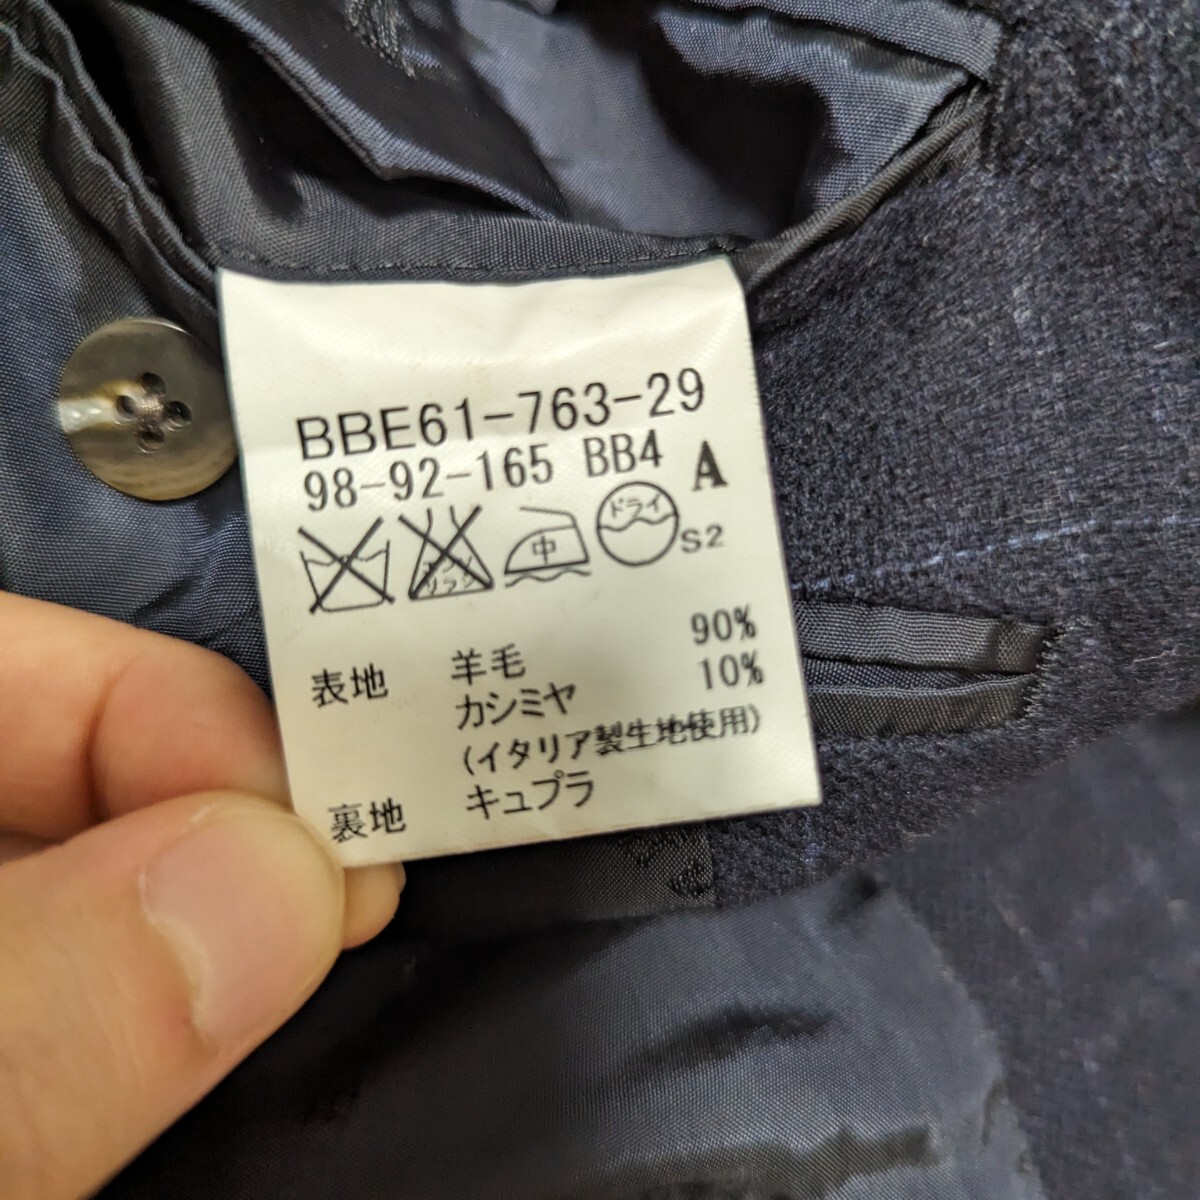 BBE61-763-29
98-92-165 BB4 A
中 ドライ S2
表地 羊毛 90%
カシミヤ 10%
(イタリア製生地使用)
裏地 キュプラ